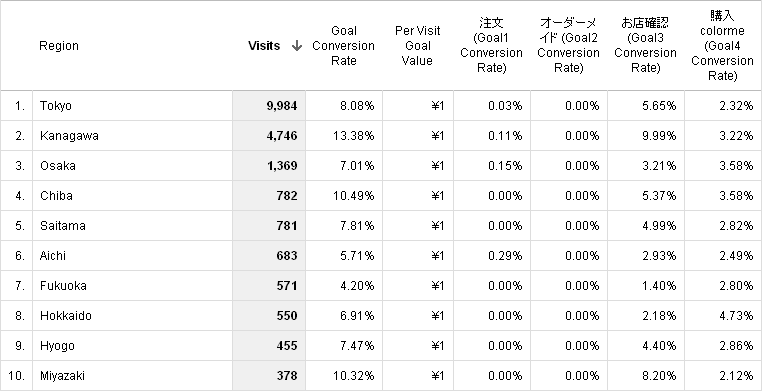 Region Visits ↓ Goal Conversion Rate Per Visit Goal Value 注文 (Goal1 Conversion Rate) オーダーメイド (Goal2 Conversion Rate) お店確認 (Goal3 Conversion Rate) 購入 colorme (Goal4 Conversion Rate)
1. Tokyo 9,984 8.08% ¥1 0.03% 0.00% 5.65% 2.32%
2. Kanagawa 4,746 13.38% ¥1 0.11% 0.00% 9.99% 3.22%
3. Osaka 1,369 7.01% ¥1 0.15% 0.00% 3.21% 3.58%
4. Chiba 782 10.49% ¥1 0.00% 0.00% 5.37% 3.58%
5. Saitama 781 7.81% ¥1 0.00% 0.00% 4.99% 2.82%
6. Aichi 683 5.71% ¥1 0.29% 0.00% 2.93% 2.49%
7. Fukuoka 571 4.20% ¥1 0.00% 0.00% 1.40% 2.80%
8. Hokkaido 550 6.91% ¥1 0.00% 0.00% 2.18% 4.73%
9. Hyogo 455 7.47% ¥1 0.00% 0.00% 4.40% 2.86%
10. Miyazaki 378 10.32% ¥1 0.00% 0.00% 8.20% 2.12%